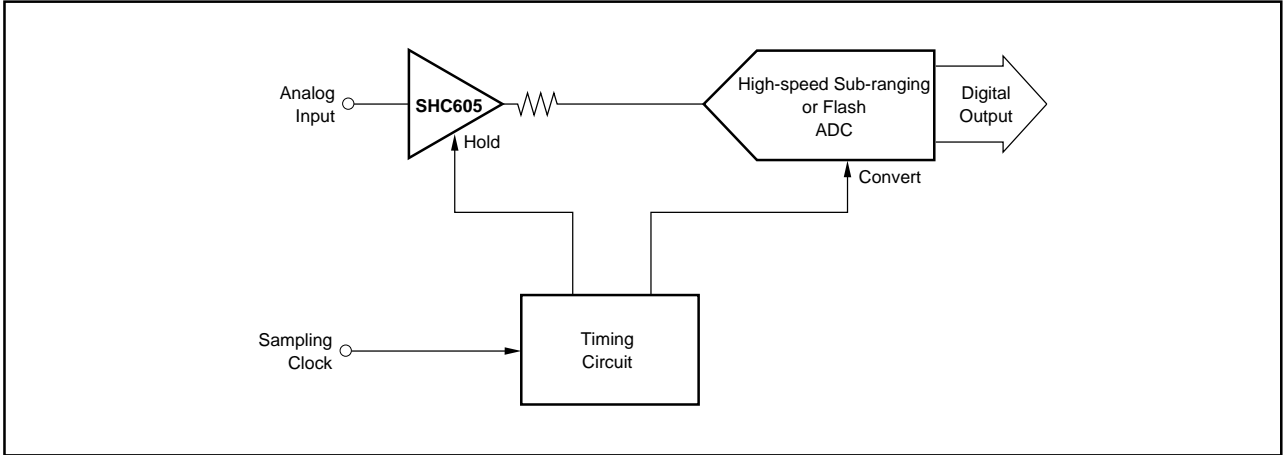 Analog
Input
SHC605
Hold
High-speed Sub-ranging
or Flash
ADC
Digital
Output
Convert
Sampling
Clock
Timing
Circuit